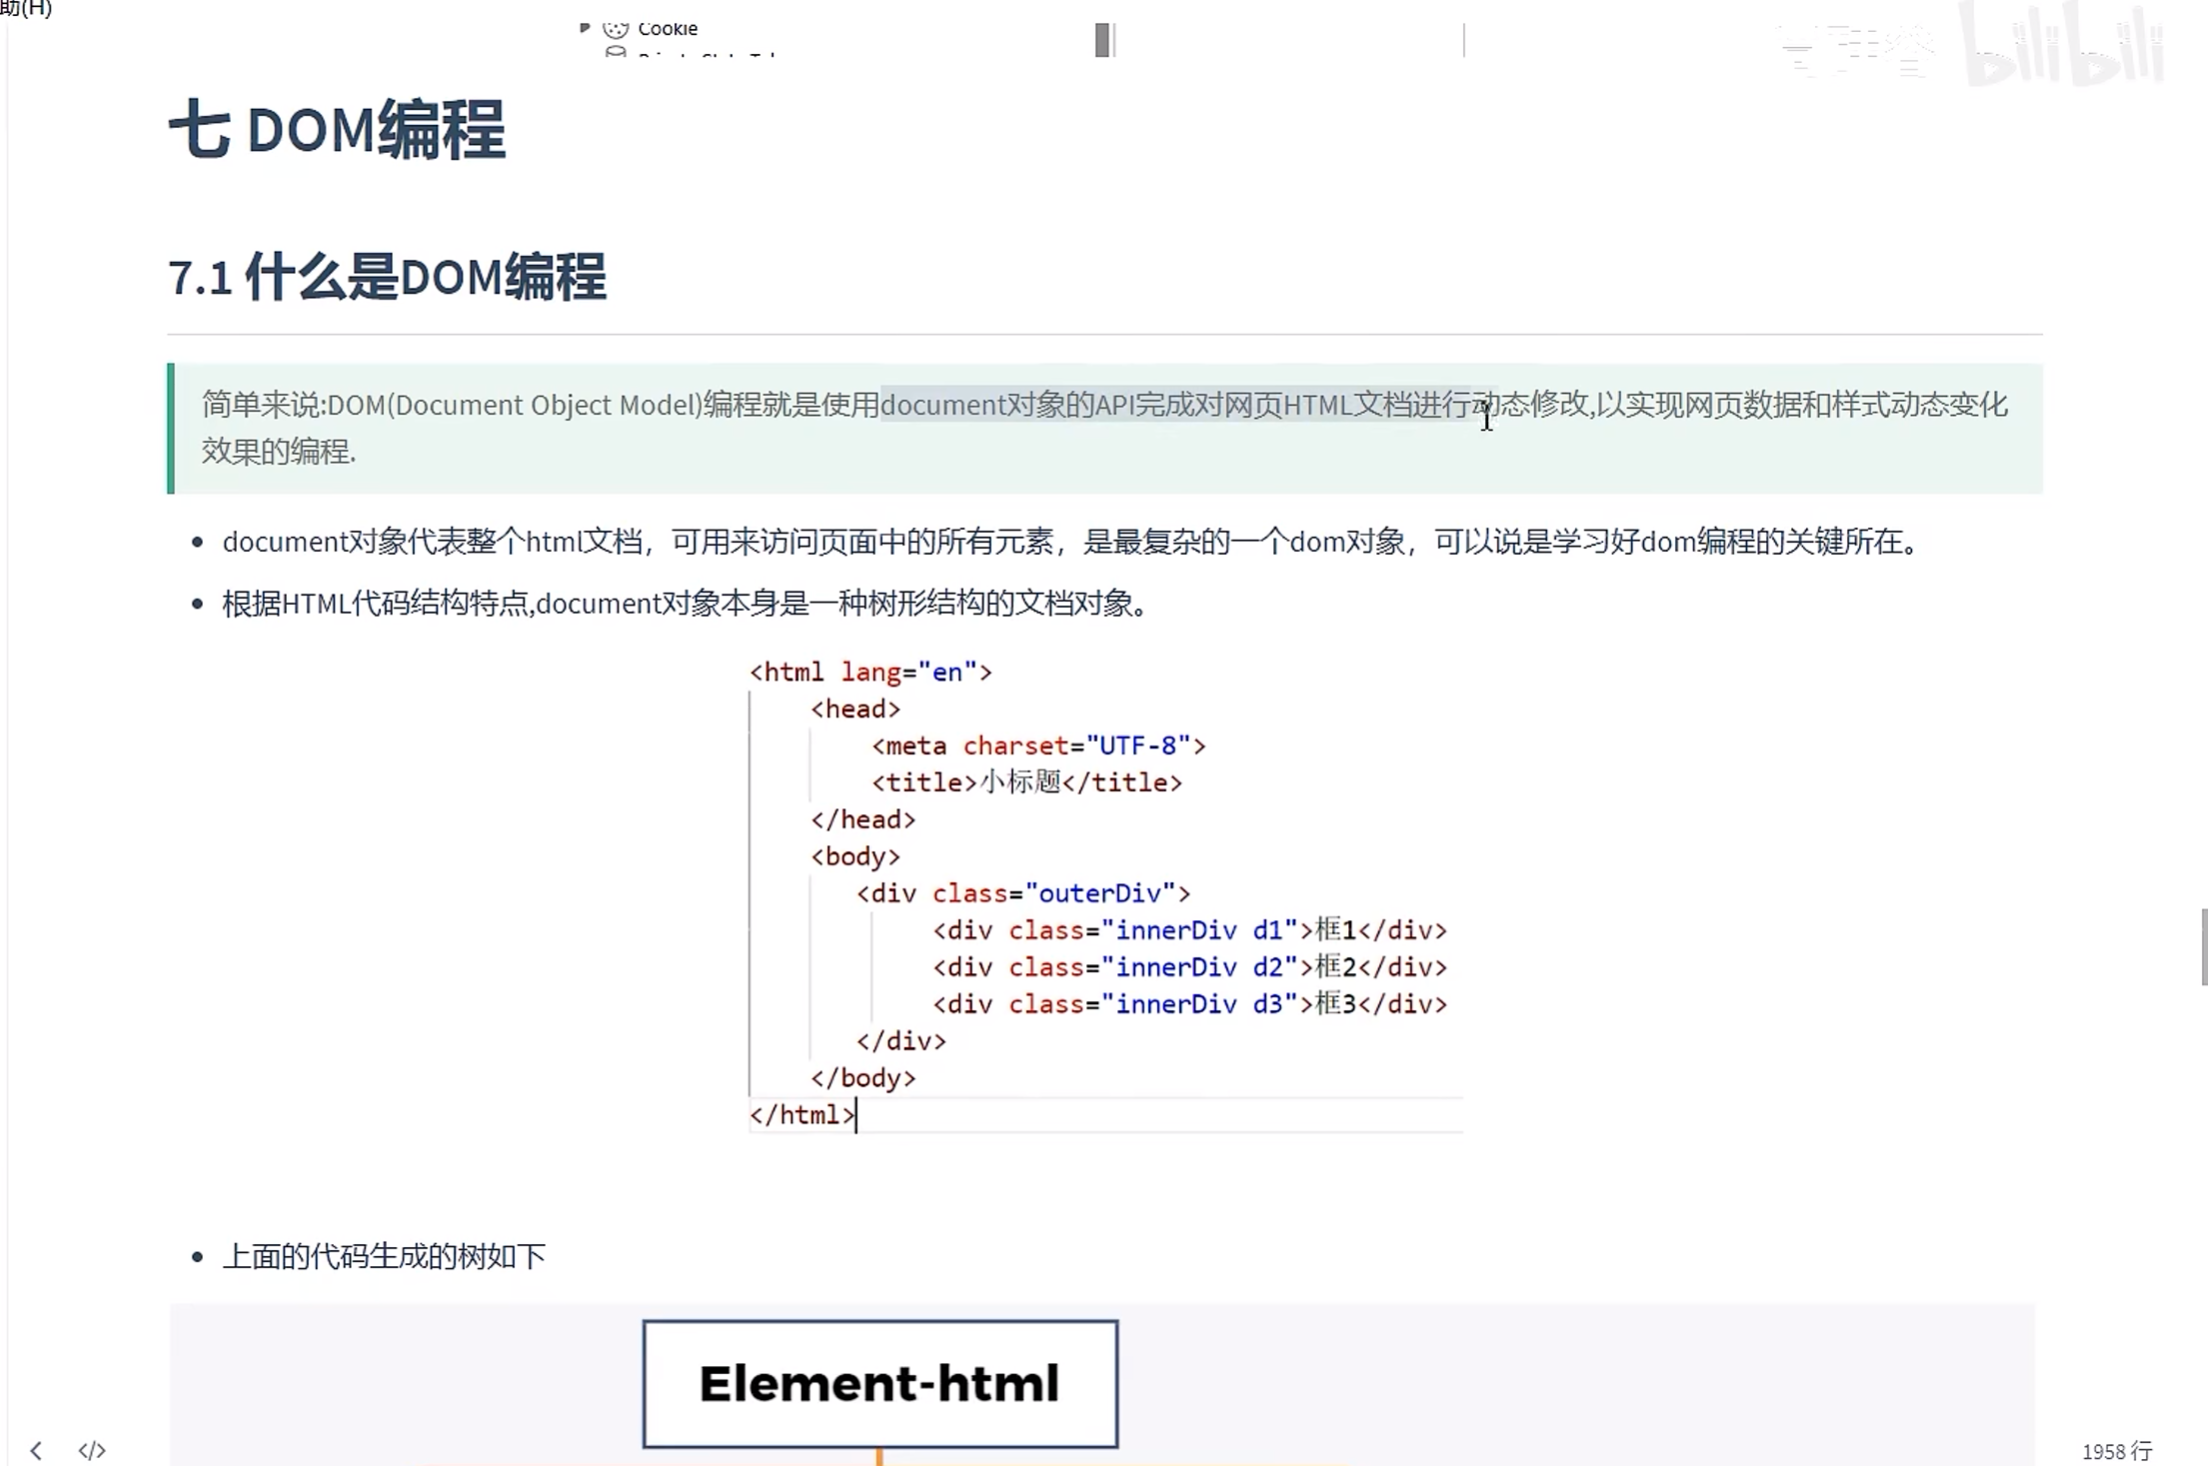 助(H)
Cookie
bilibili
七 DOM编程
7.1 什么是DOM编程
简单来说:DOM(Document Object Model)编程就是使用document对象的API完成对网页HTML文档进行动态修改,以实现网页数据和样式动态变化
效果的编程.
document对象代表整个html文档，可用来访问页面中的所有元素，是最复杂的一个dom对象，可以说是学习好dom编程的关键所在。
根据HTML代码结构特点,document对象本身是一种树形结构的文档对象。
<html lang="en">
<head>
<meta charset="UTF-8">
<title>小标题</title>
</head>
<body>
<div class="outerDiv">
<div class="innerDiv d1">框1</div>
<div class="innerDiv d2">框2</div>
<div class="innerDiv d3">框3</div>
</div>
</body>
</html>
上面的代码生成的树如下
Element-html
</>
1958 行